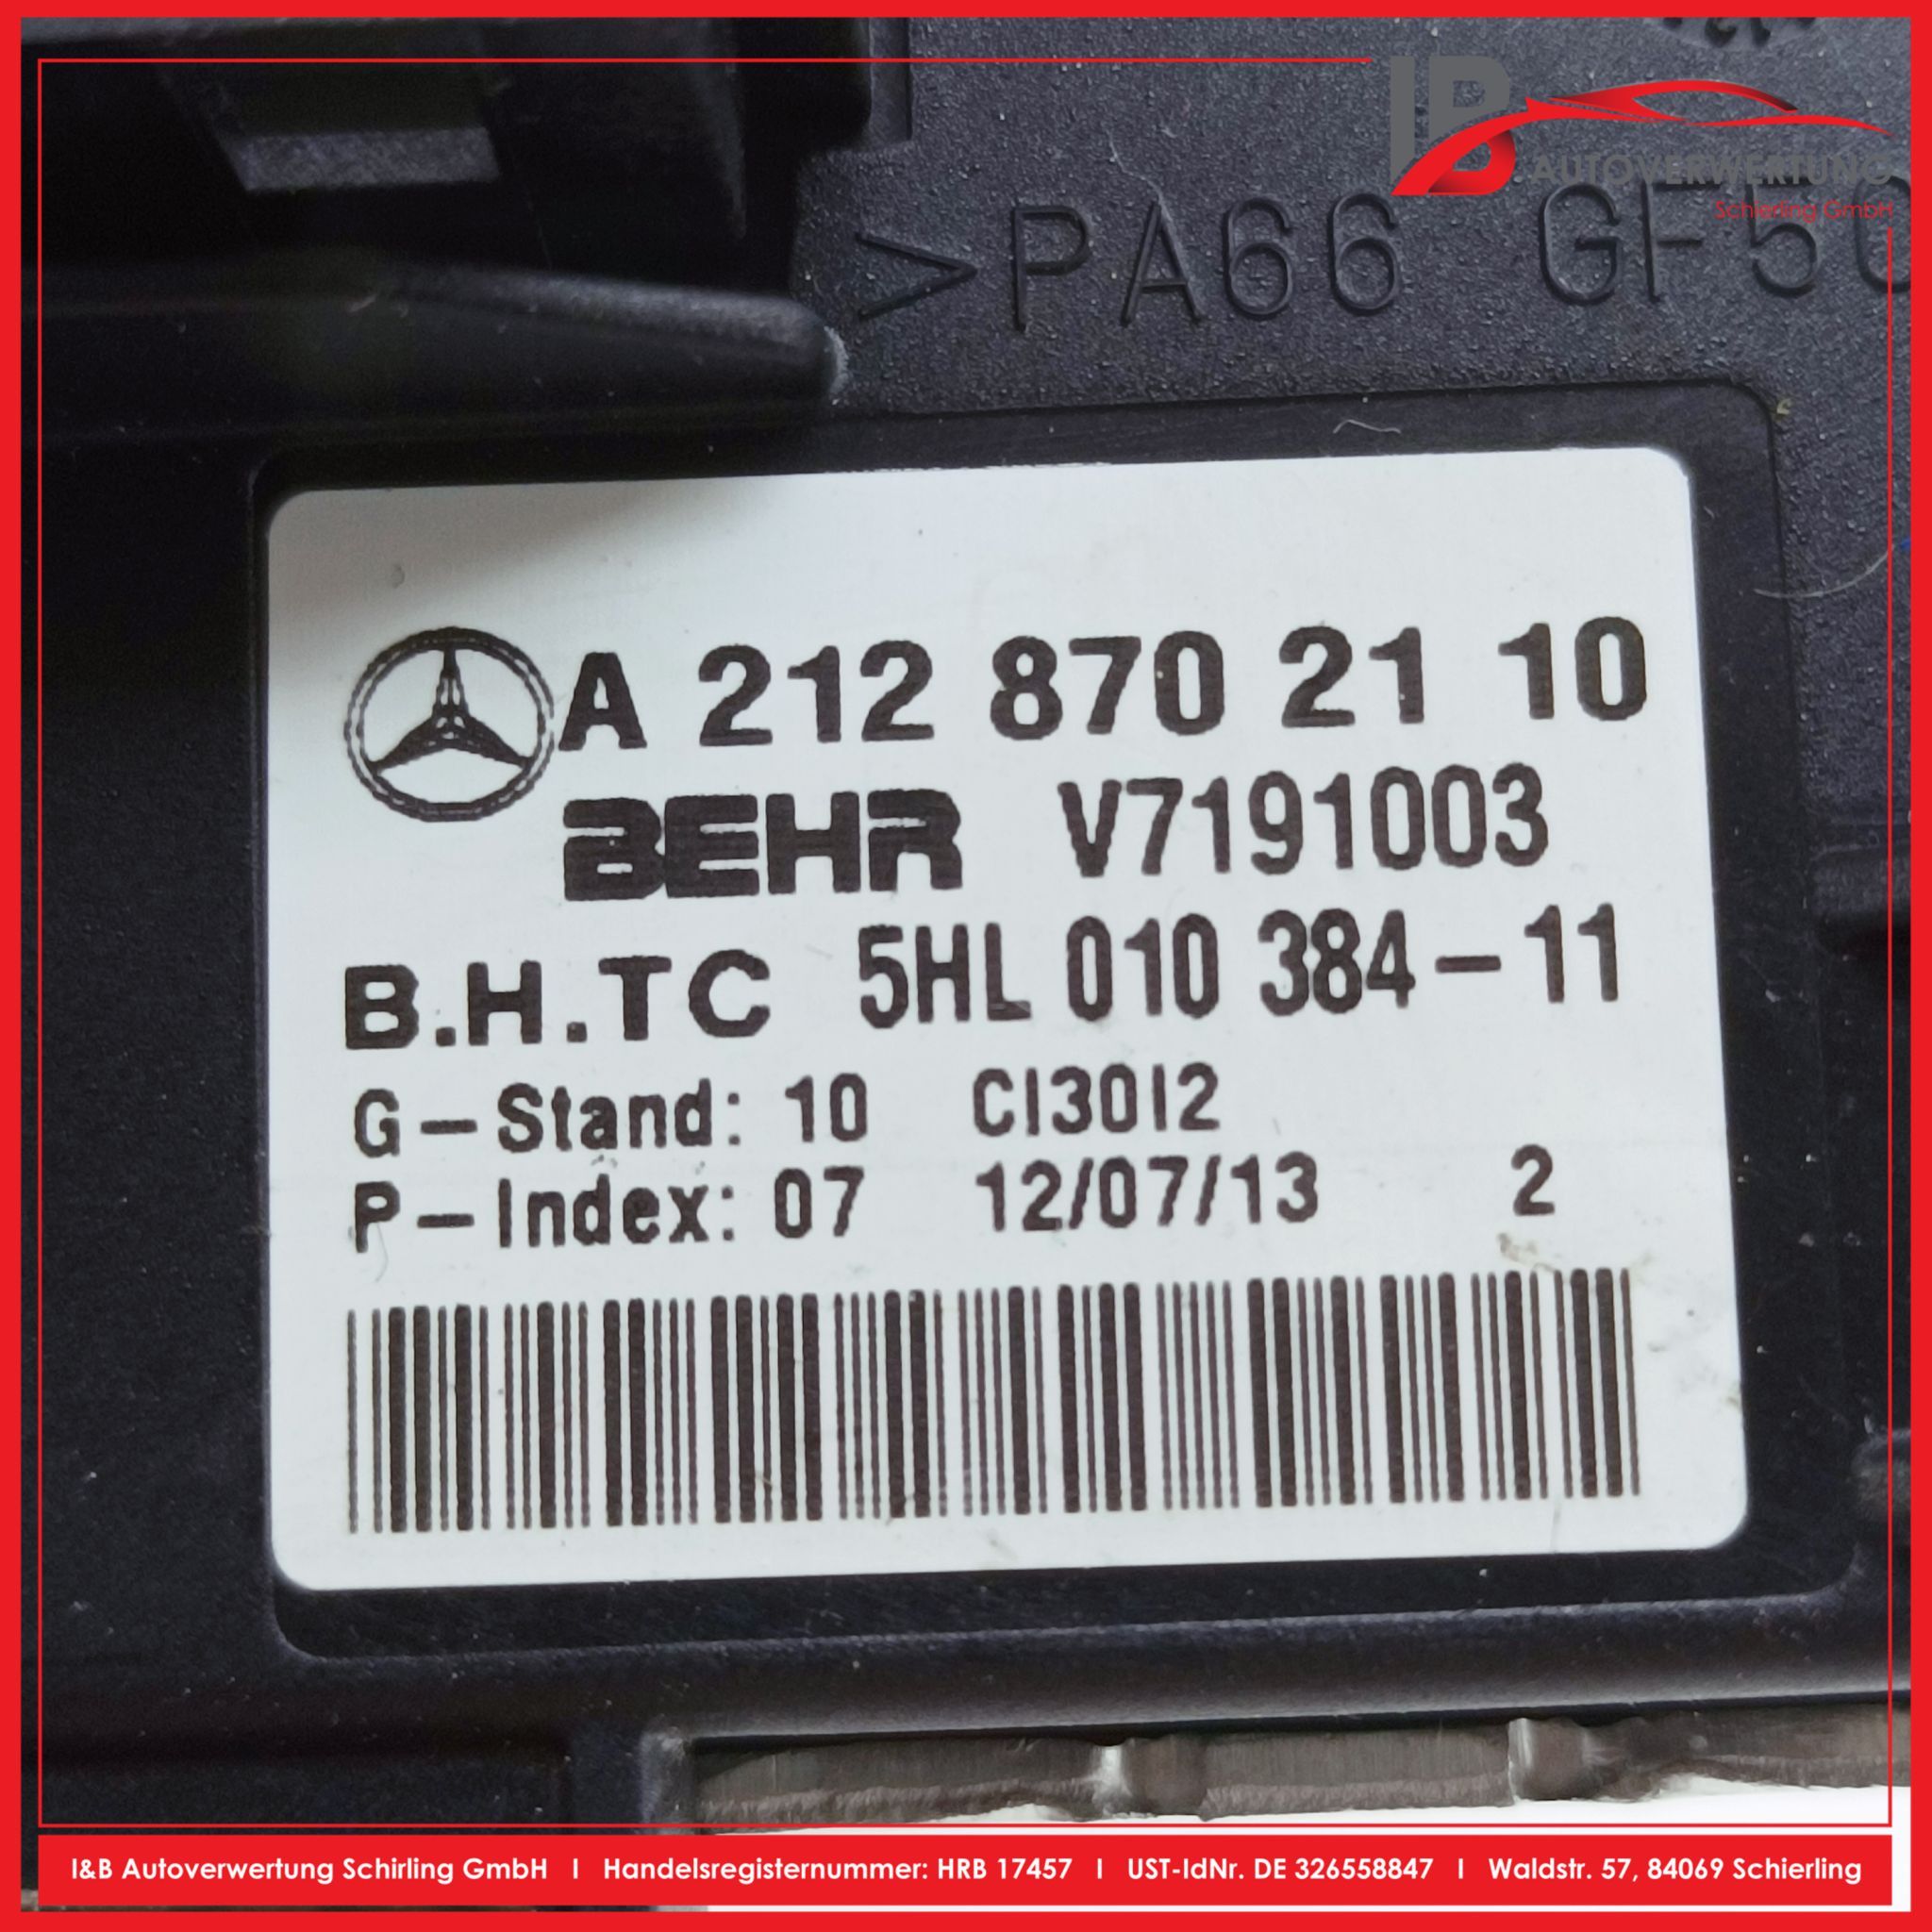 IB
AUTOVERWERTUNG
Schierling GmbH
>PA66 GF50
A 212 870 21 10
BEHR V7191003
B.H.TC 5HL 010 384-11
G-Stand: 10 C13012
P-Index: 07 12/07/13 2
I&B Autoverwertung Schirling GmbH I Handelsregisternummer: HRB 17457 I UST-IdNr. DE 326558847 I Waldstr. 57, 84069 Schierling